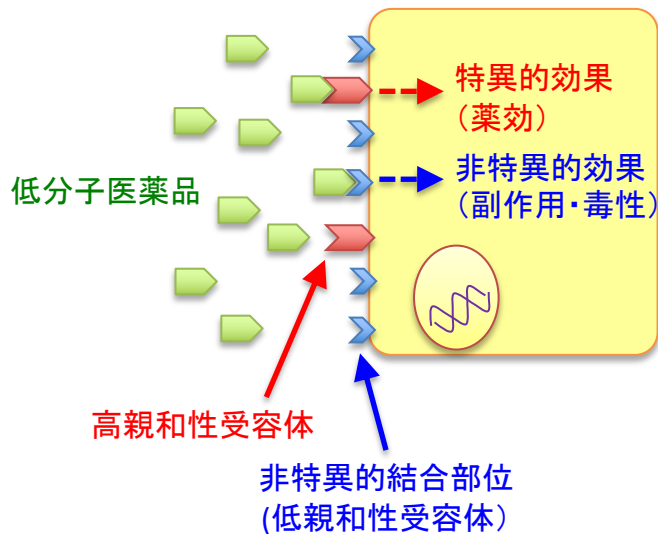 特異的効果
（薬効）
非特異的効果
（副作用・毒性）
低分子医薬品
高親和性受容体
非特異的結合部位
(低親和性受容体）